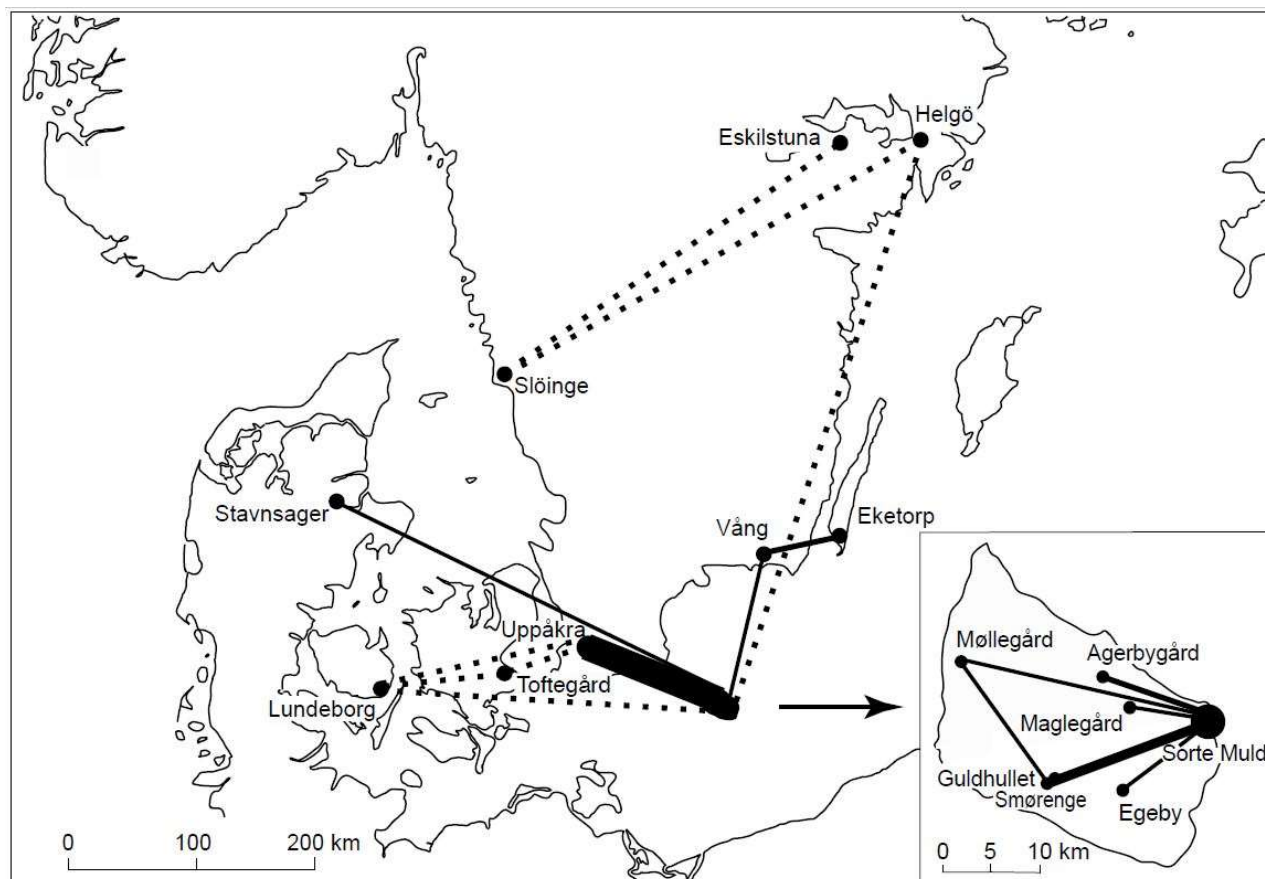 Helgö
Eskilstuna
Slöinge
Stavnsager
Vång
Eketorp
Uppåkra
Toftegård
Lundeborg
Møllegård
Agerbygård
Maglegård
Sorte Muld
Guldhullet
Smørenge
Egeby
0 100 200 km
0 5 10 km